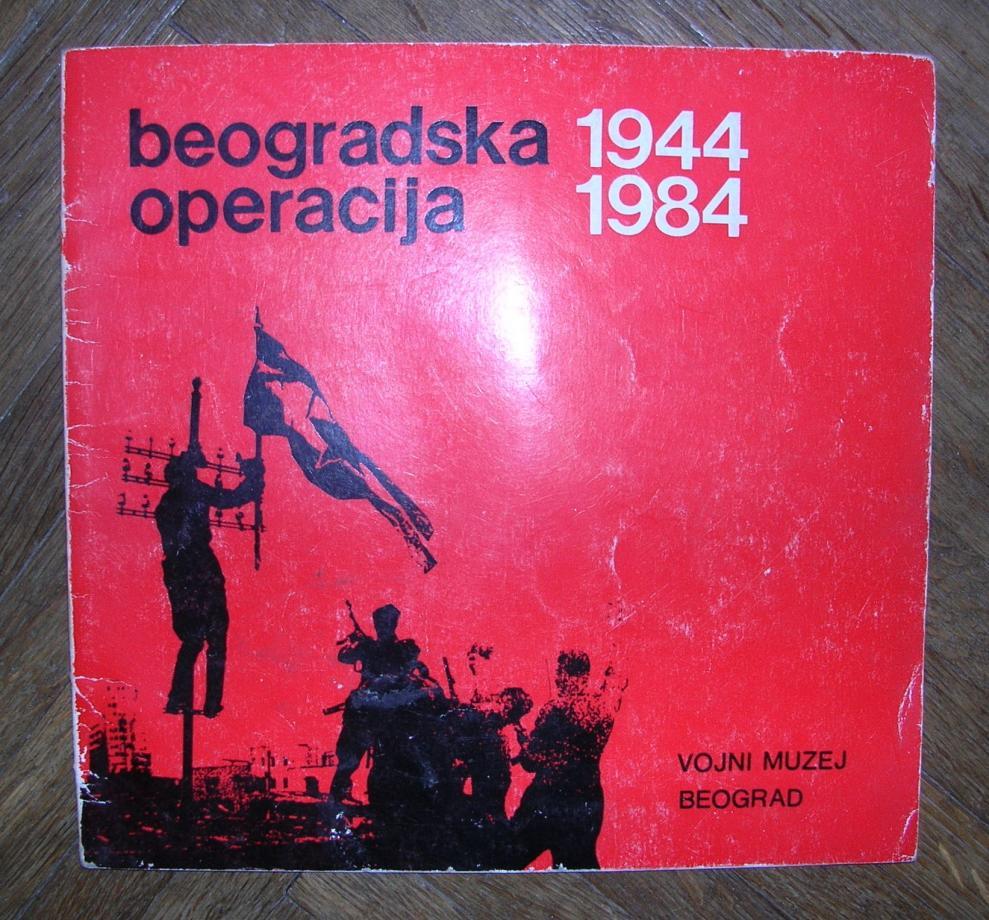 beogradska 1944
operacija 1984
VOJNI MUZEJ
BEOGRAD